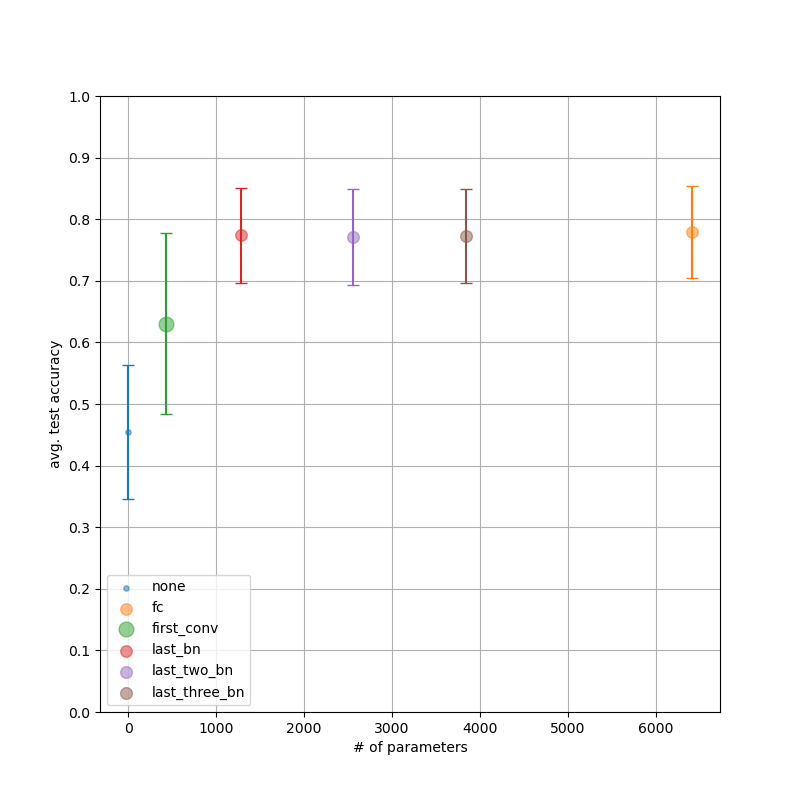 1.0
0.9
0.8
0.7
0.6
0.5
0.4
0.3
0.2
0.1
0.0
avg. test accuracy
none
fc
first_conv
last_bn
last_two_bn
last_three_bn
0 1000 2000 3000 4000 5000 6000
# of parameters